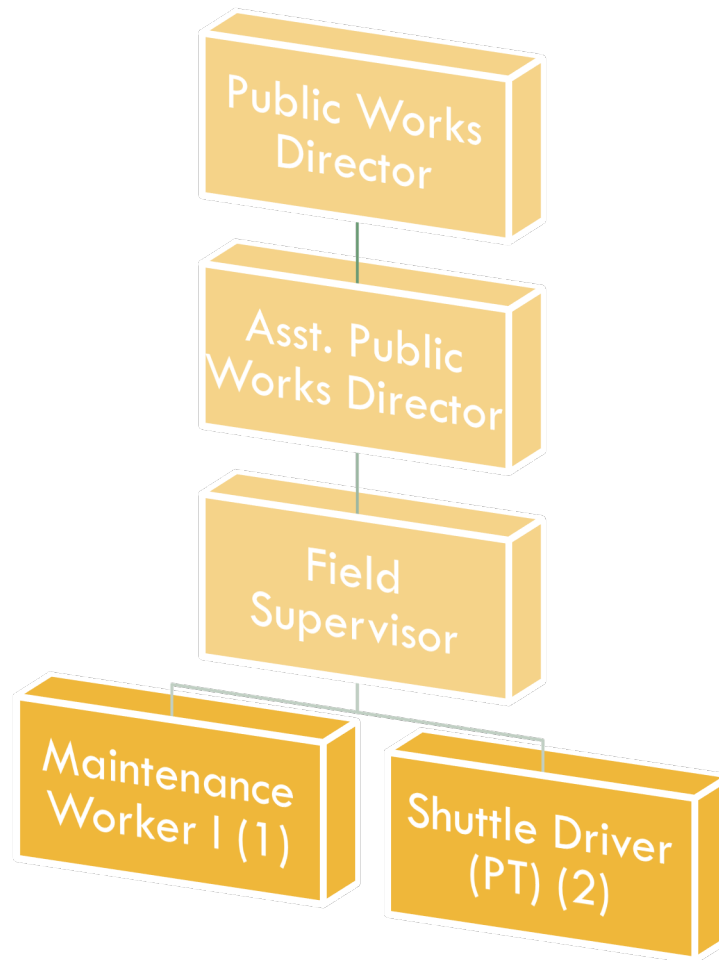 Public Works
Director
Asst. Public
Works Director
Field
Supervisor
Maintenance
Worker I (1)
Shuttle Driver
(PT) (2)